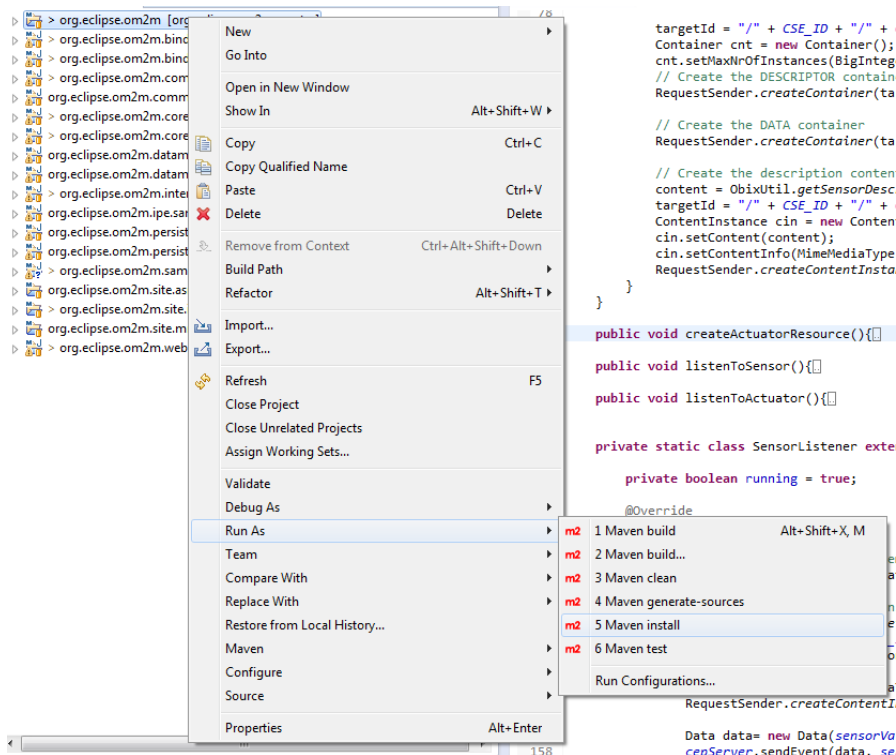 > org.eclipse.om2m
> org.eclipse.om2m.bind
> org.eclipse.om2m.bind
> org.eclipse.om2m.com
org.eclipse.om2m.comm
> org.eclipse.om2m.core
> org.eclipse.om2m.core
org.eclipse.om2m.datam
org.eclipse.om2m.datam
> org.eclipse.om2m.inte
org.eclipse.om2m.ipe.sa
org.eclipse.om2m.persist
org.eclipse.om2m.persist
> org.eclipse.om2m.sam
org.eclipse.om2m.site.as
> org.eclipse.om2m.site.
org.eclipse.om2m.site.m
> org.eclipse.om2m.web
New
Go Into
Open in New Window
Show In Alt+Shift+W
Copy Ctrl+C
Copy Qualified Name
Paste Ctrl+V
Delete Delete
Remove from Context Ctrl+Alt+Shift+Down
Build Path
Refactor Alt+Shift+T
Import...
Export...
Refresh F5
Close Project
Close Unrelated Projects
Assign Working Sets...
Validate
Debug As
Run As
Team
Compare With
Replace With
Restore from Local History...
Maven
Configure
Source
Properties Alt+Enter
m2 1 Maven build Alt+Shift+X, M
m2 2 Maven build...
m2 3 Maven clean
m2 4 Maven generate-sources
m2 5 Maven install
m2 6 Maven test
Run Configurations...
78
targetId = "/" + CSE_ID + "/" +
Container cnt = new Container();
cnt.setMaxNrOfInstances(BigInteg
// Create the DESCRIPTOR contain
RequestSender.createContainer(ta
// Create the DATA container
RequestSender.createContainer(ta
// Create the description conten
content = ObixUtil.getSensorDesc
targetId = "/" + CSE_ID + "/" +
ContentInstance cin = new Conten
cin.setContent(content);
cin.setContentInfo(MimeMediaType
RequestSender.createContentInsta
}
}
public void createActuatorResource(){
public void listenToSensor(){
public void listenToActuator(){
private static class SensorListener exte
private boolean running = true;
@Override
RequestSender.createContentI
Data data= new Data(sensorVa
158 cepServer.sendEvent(data, se